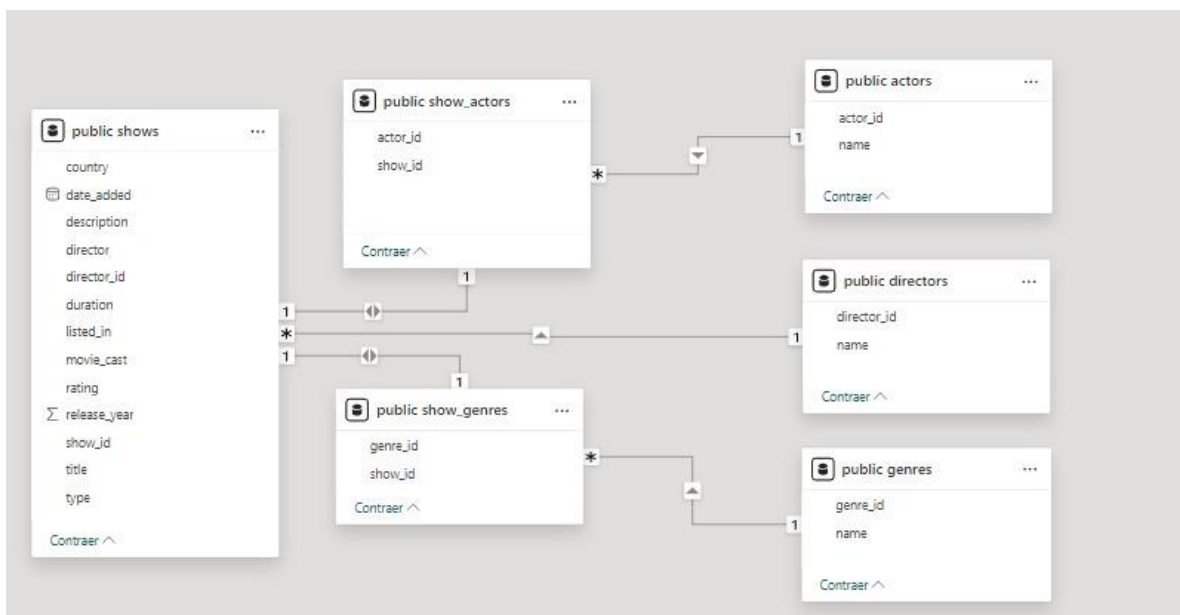 public shows
country
date_added
description
director
director_id
duration
listed_in
movie_cast
rating
release_year
show_id
title
type
Contraer
public show_actors
actor_id
show_id
Contraer
public show_genres
genre_id
show_id
Contraer
public actors
actor_id
name
Contraer
public directors
director_id
name
Contraer
public genres
genre_id
name
Contraer
1
*
1
1
1
*
1
1
*
1